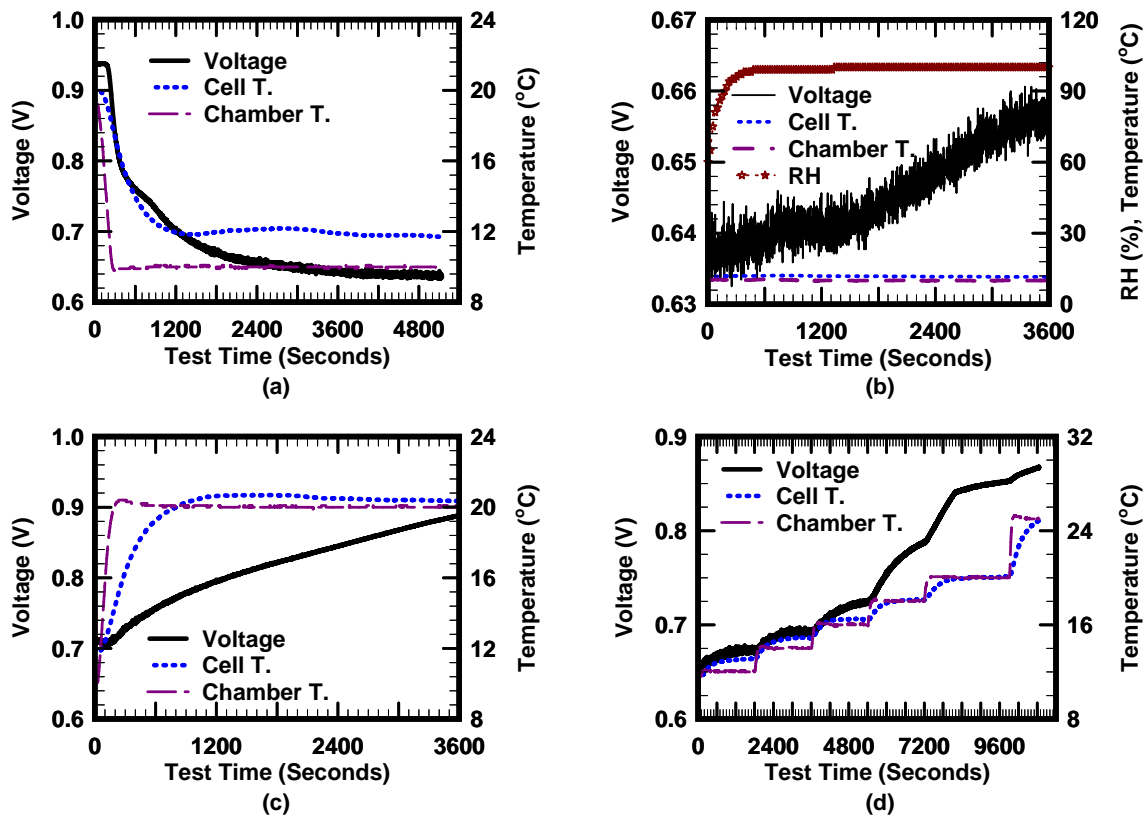 1.0
0.9
0.8
0.7
0.6
Voltage (V)
24
20
16
12
8
Temperature (°C)
Voltage
Cell T.
Chamber T.
0 1200 2400 3600 4800
Test Time (Seconds)
(a)
0.67
0.66
0.65
0.64
0.63
Voltage (V)
120
90
60
30
0
RH (%), Temperature (°C)
Voltage
Cell T.
Chamber T.
RH
0 1200 2400 3600
Test Time (Seconds)
(b)
1.0
0.9
0.8
0.7
0.6
Voltage (V)
24
20
16
12
8
Temperature (°C)
Voltage
Cell T.
Chamber T.
0 1200 2400 3600
Test Time (Seconds)
(c)
0.9
0.8
0.7
0.6
Voltage (V)
32
24
16
8
Temperature (°C)
Voltage
Cell T.
Chamber T.
0 2400 4800 7200 9600
Test Time (Seconds)
(d)